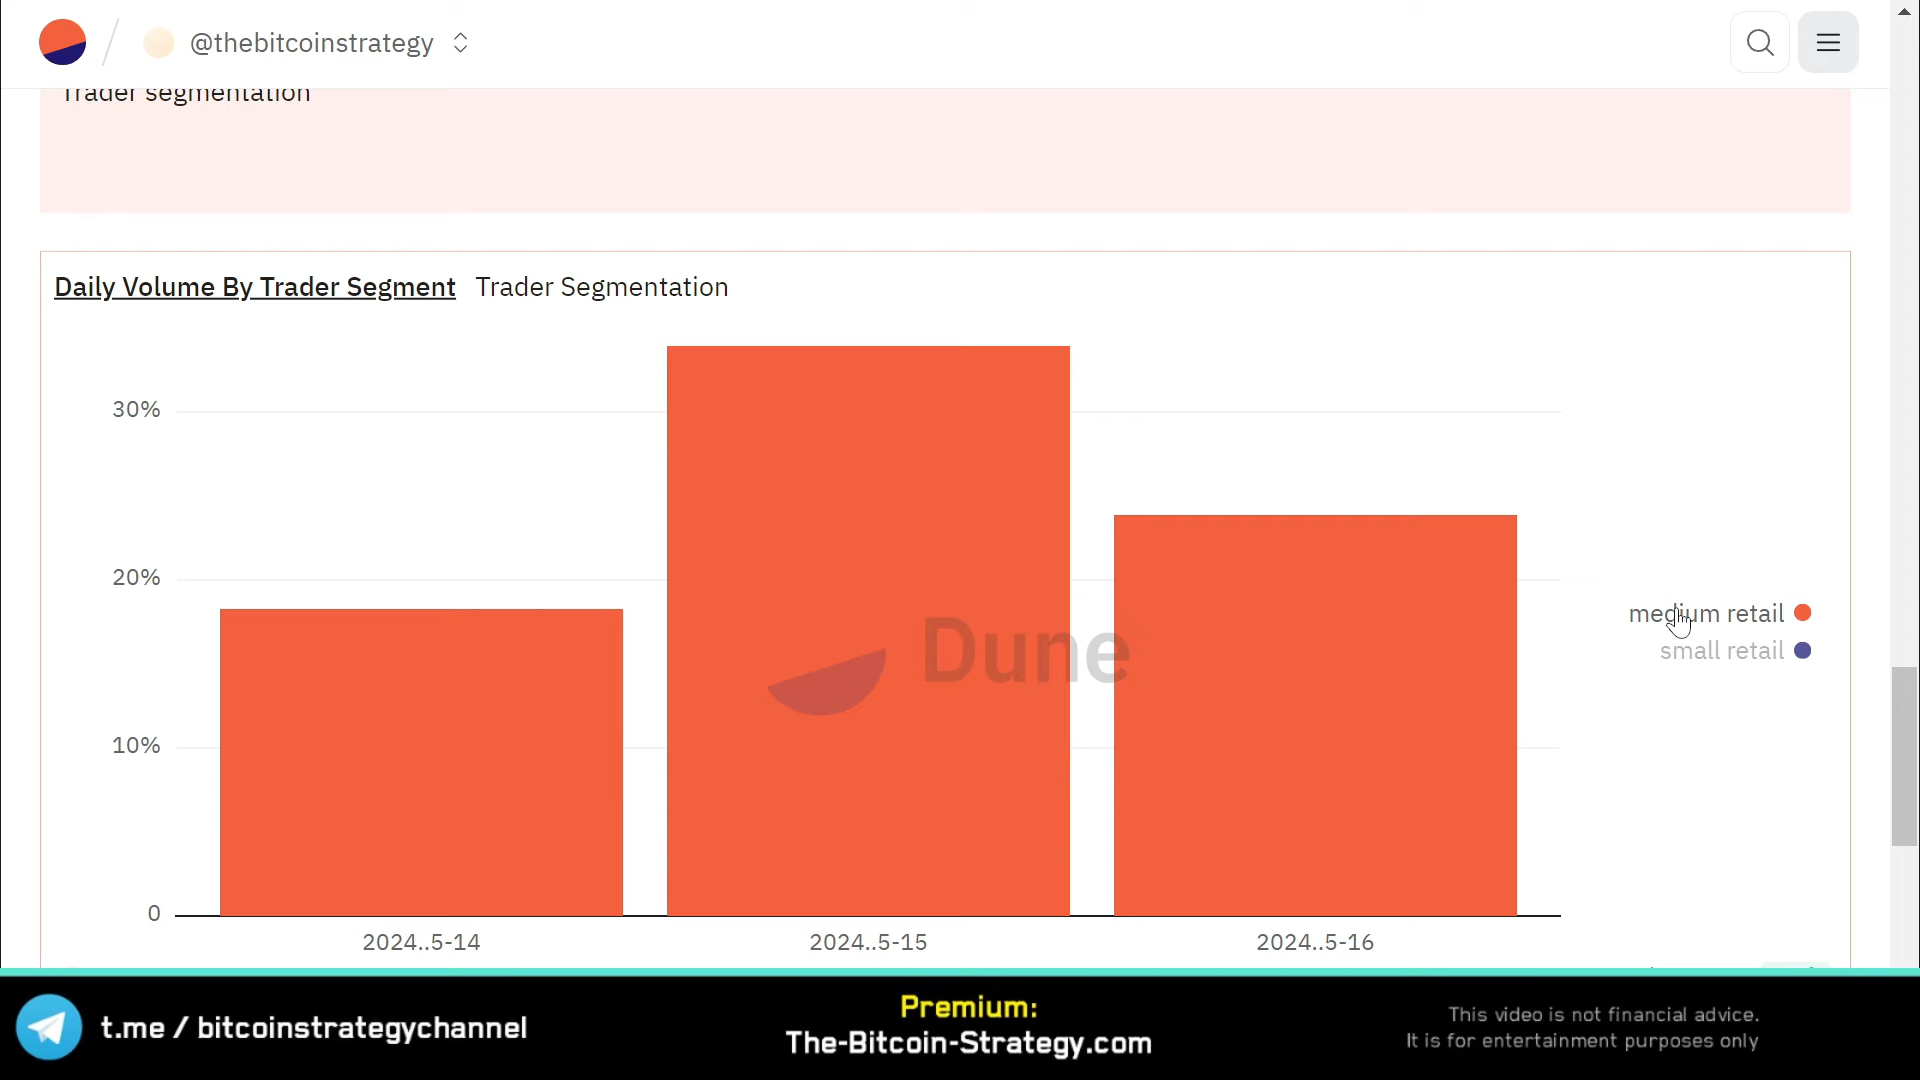 @thebitcoinstrategy
Trader segmentation
Daily Volume By Trader Segment Trader Segmentation
30%
20%
10%
0
Dune
medium retail
small retail
2024..5-14
2024..5-15
2024..5-16
t.me / bitcoinstrategychannel
Premium:
The-Bitcoin-Strategy.com
This video is not financial advice.
It is for entertainment purposes only